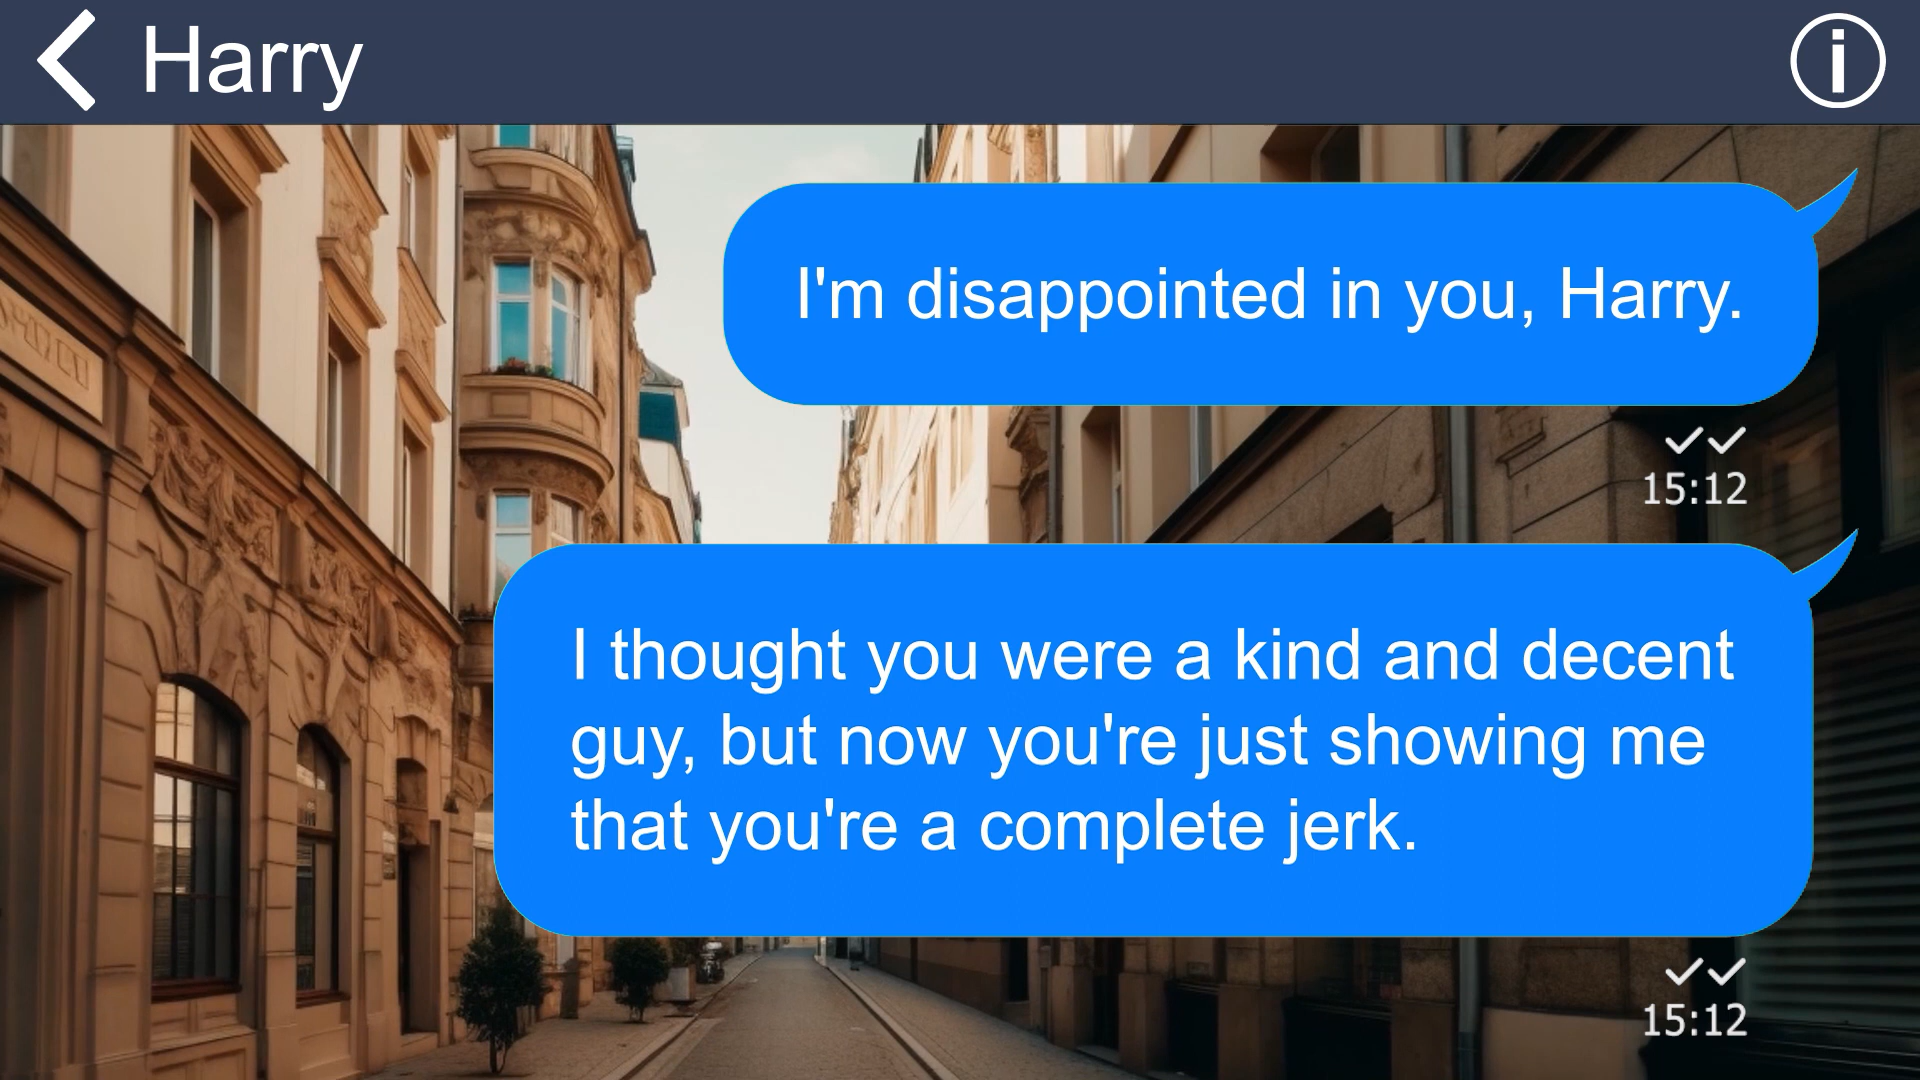 Harry
I'm disappointed in you, Harry.
15:12
I thought you were a kind and decent
guy, but now you're just showing me
that you're a complete jerk.
15:12